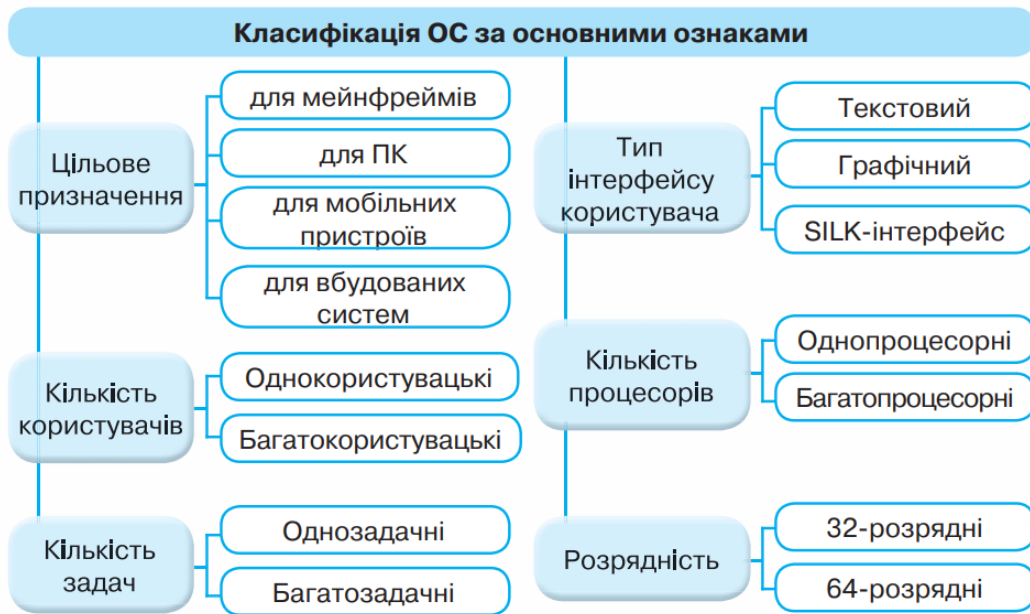 Класифікація ОС за основними ознаками
Цільове
призначення
для мейнфреймів
для ПК
для мобільних
пристроїв
для вбудованих
систем
Кількість
користувачів
Однокористувацькі
Багатокористувацькі
Кількість
задач
Однозадачні
Багатозадачні
Тип
інтерфейсу
користувача
Текстовий
Графічний
SILK-інтерфейс
Кількість
процесорів
Однопроцесорні
Багатопроцесорні
Розрядність
32-розрядні
64-розрядні